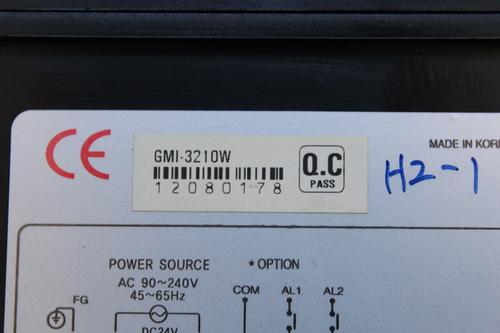 MADE IN KOR
CE
GMI-3210W
12080178
Q.C
PASS
H2-1
POWER SOURCE
*OPTION
AC 90~240V
45~65Hz
COM AL1 AL2
FG
DC24V